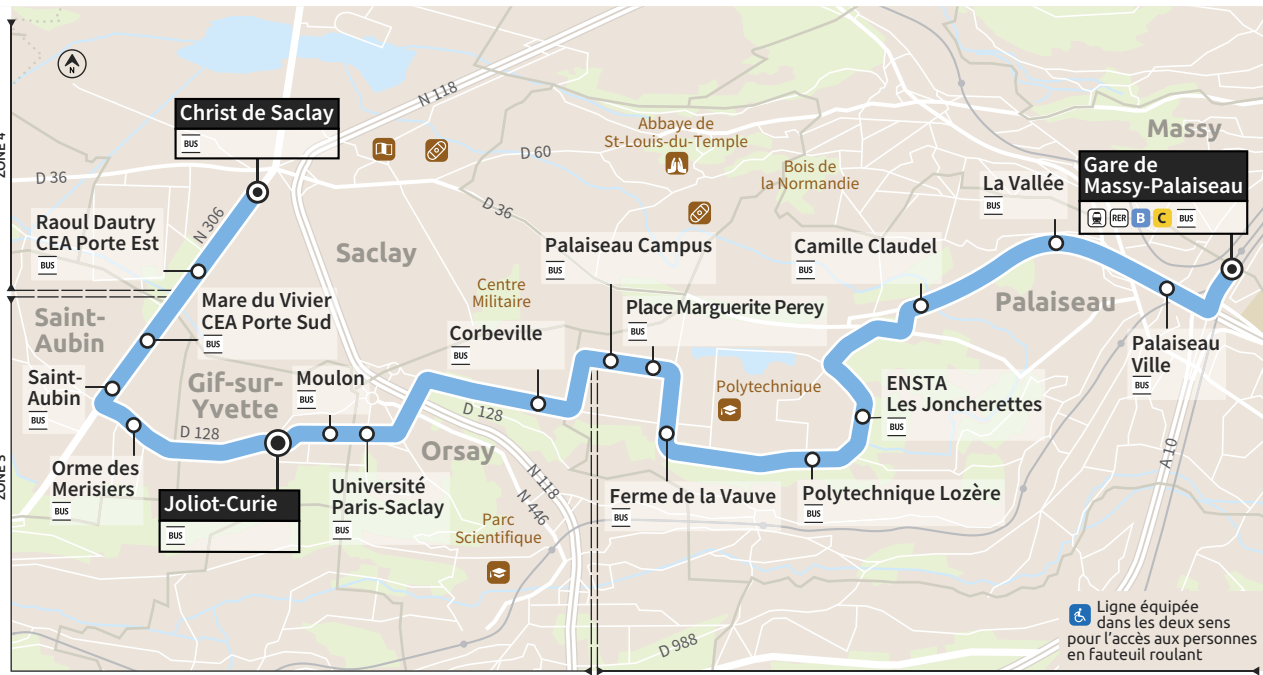 ZONE 4
N
N 118
Christ de Saclay
BUS
Abbaye de
St-Louis-du-Temple
D 60
Massy
Bois de
la Normandie
D 36
D 36
La Vallée
BUS
Gare de
Massy-Palaiseau
RER B C BUS
N 306
Raoul Dautry
CEA Porte Est
BUS
Saclay
Palaiseau Campus
BUS
Camille Claudel
BUS
Centre
Militaire
Mare du Vivier
CEA Porte Sud
BUS
Place Marguerite Perey
BUS
Palaiseau
Saint-
Aubin
Corbeville
BUS
Palaiseau
Ville
BUS
Saint-
Aubin
BUS
Gif-sur-
Yvette
Moulon
BUS
Polytechnique
ENSTA
Les Joncherettes
BUS
D 128
D 128
Orsay
A 10
Orme des
Merisiers
BUS
Joliot-Curie
BUS
Université
Paris-Saclay
BUS
N 118
N 446
Ferme de la Vauve
BUS
Polytechnique Lozère
BUS
Parc
Scientifique
D 988
Ligne équipée
dans les deux sens
pour l'accès aux personnes
en fauteuil roulant